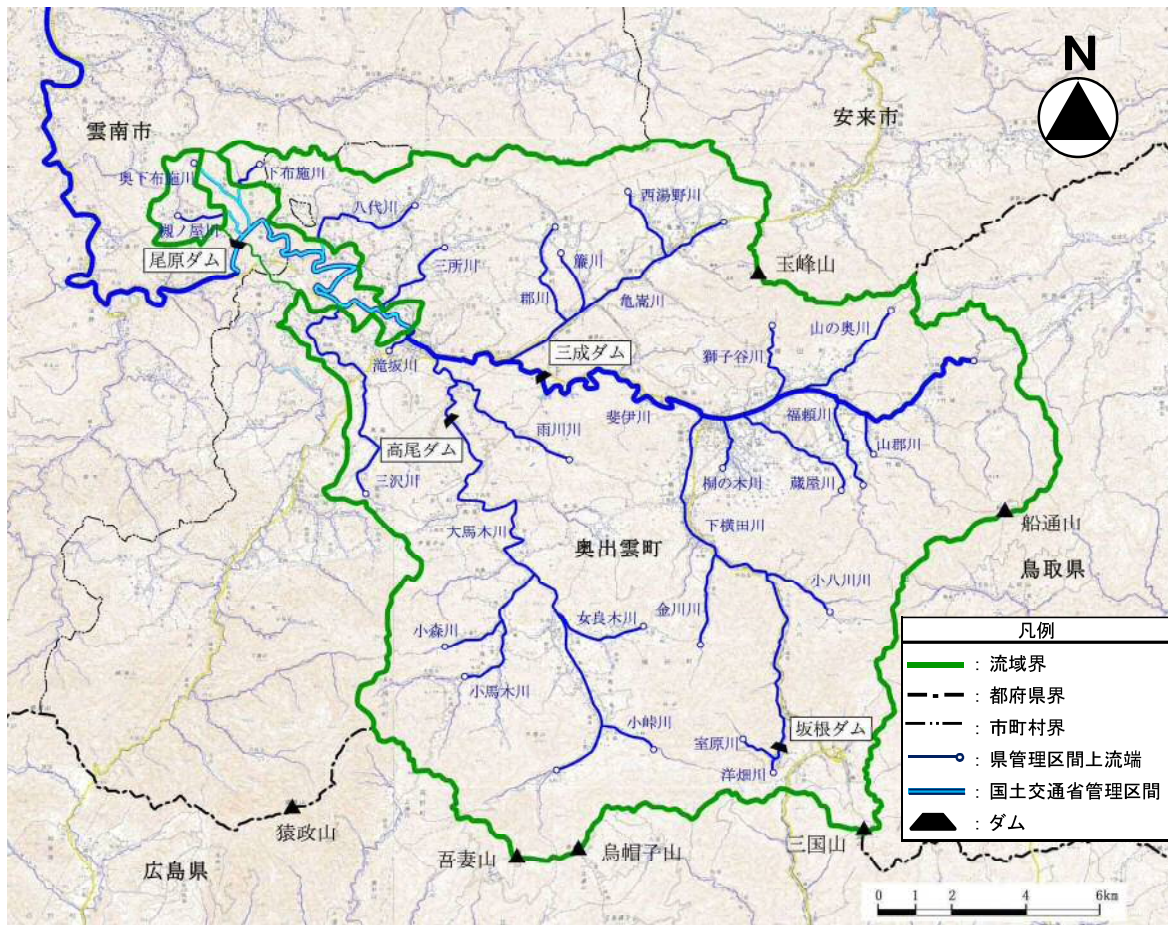 N
安来市
雲南市
奥下布施川
下布施川
槻ノ屋川
八代川
西湯野川
尾原ダム
三所川
簾川
郡川
亀嵩川
玉峰山
山の奥川
獅子谷川
三成ダム
滝坂川
斐伊川
福頼川
雨川川
山郡川
高尾ダム
桐の木川
蔵屋川
三沢川
船通山
大馬木川
下横田川
奥出雲町
鳥取県
小八川川
金川川
女良木川
小森川
小馬木川
小峠川
室原川
坂根ダム
洋畑川
猿政山
吾妻山
烏帽子山
三国山
広島県
凡例
: 流域界
: 都府県界
: 市町村界
: 県管理区間上流端
: 国土交通省管理区間
: ダム
0 1 2 4 6km